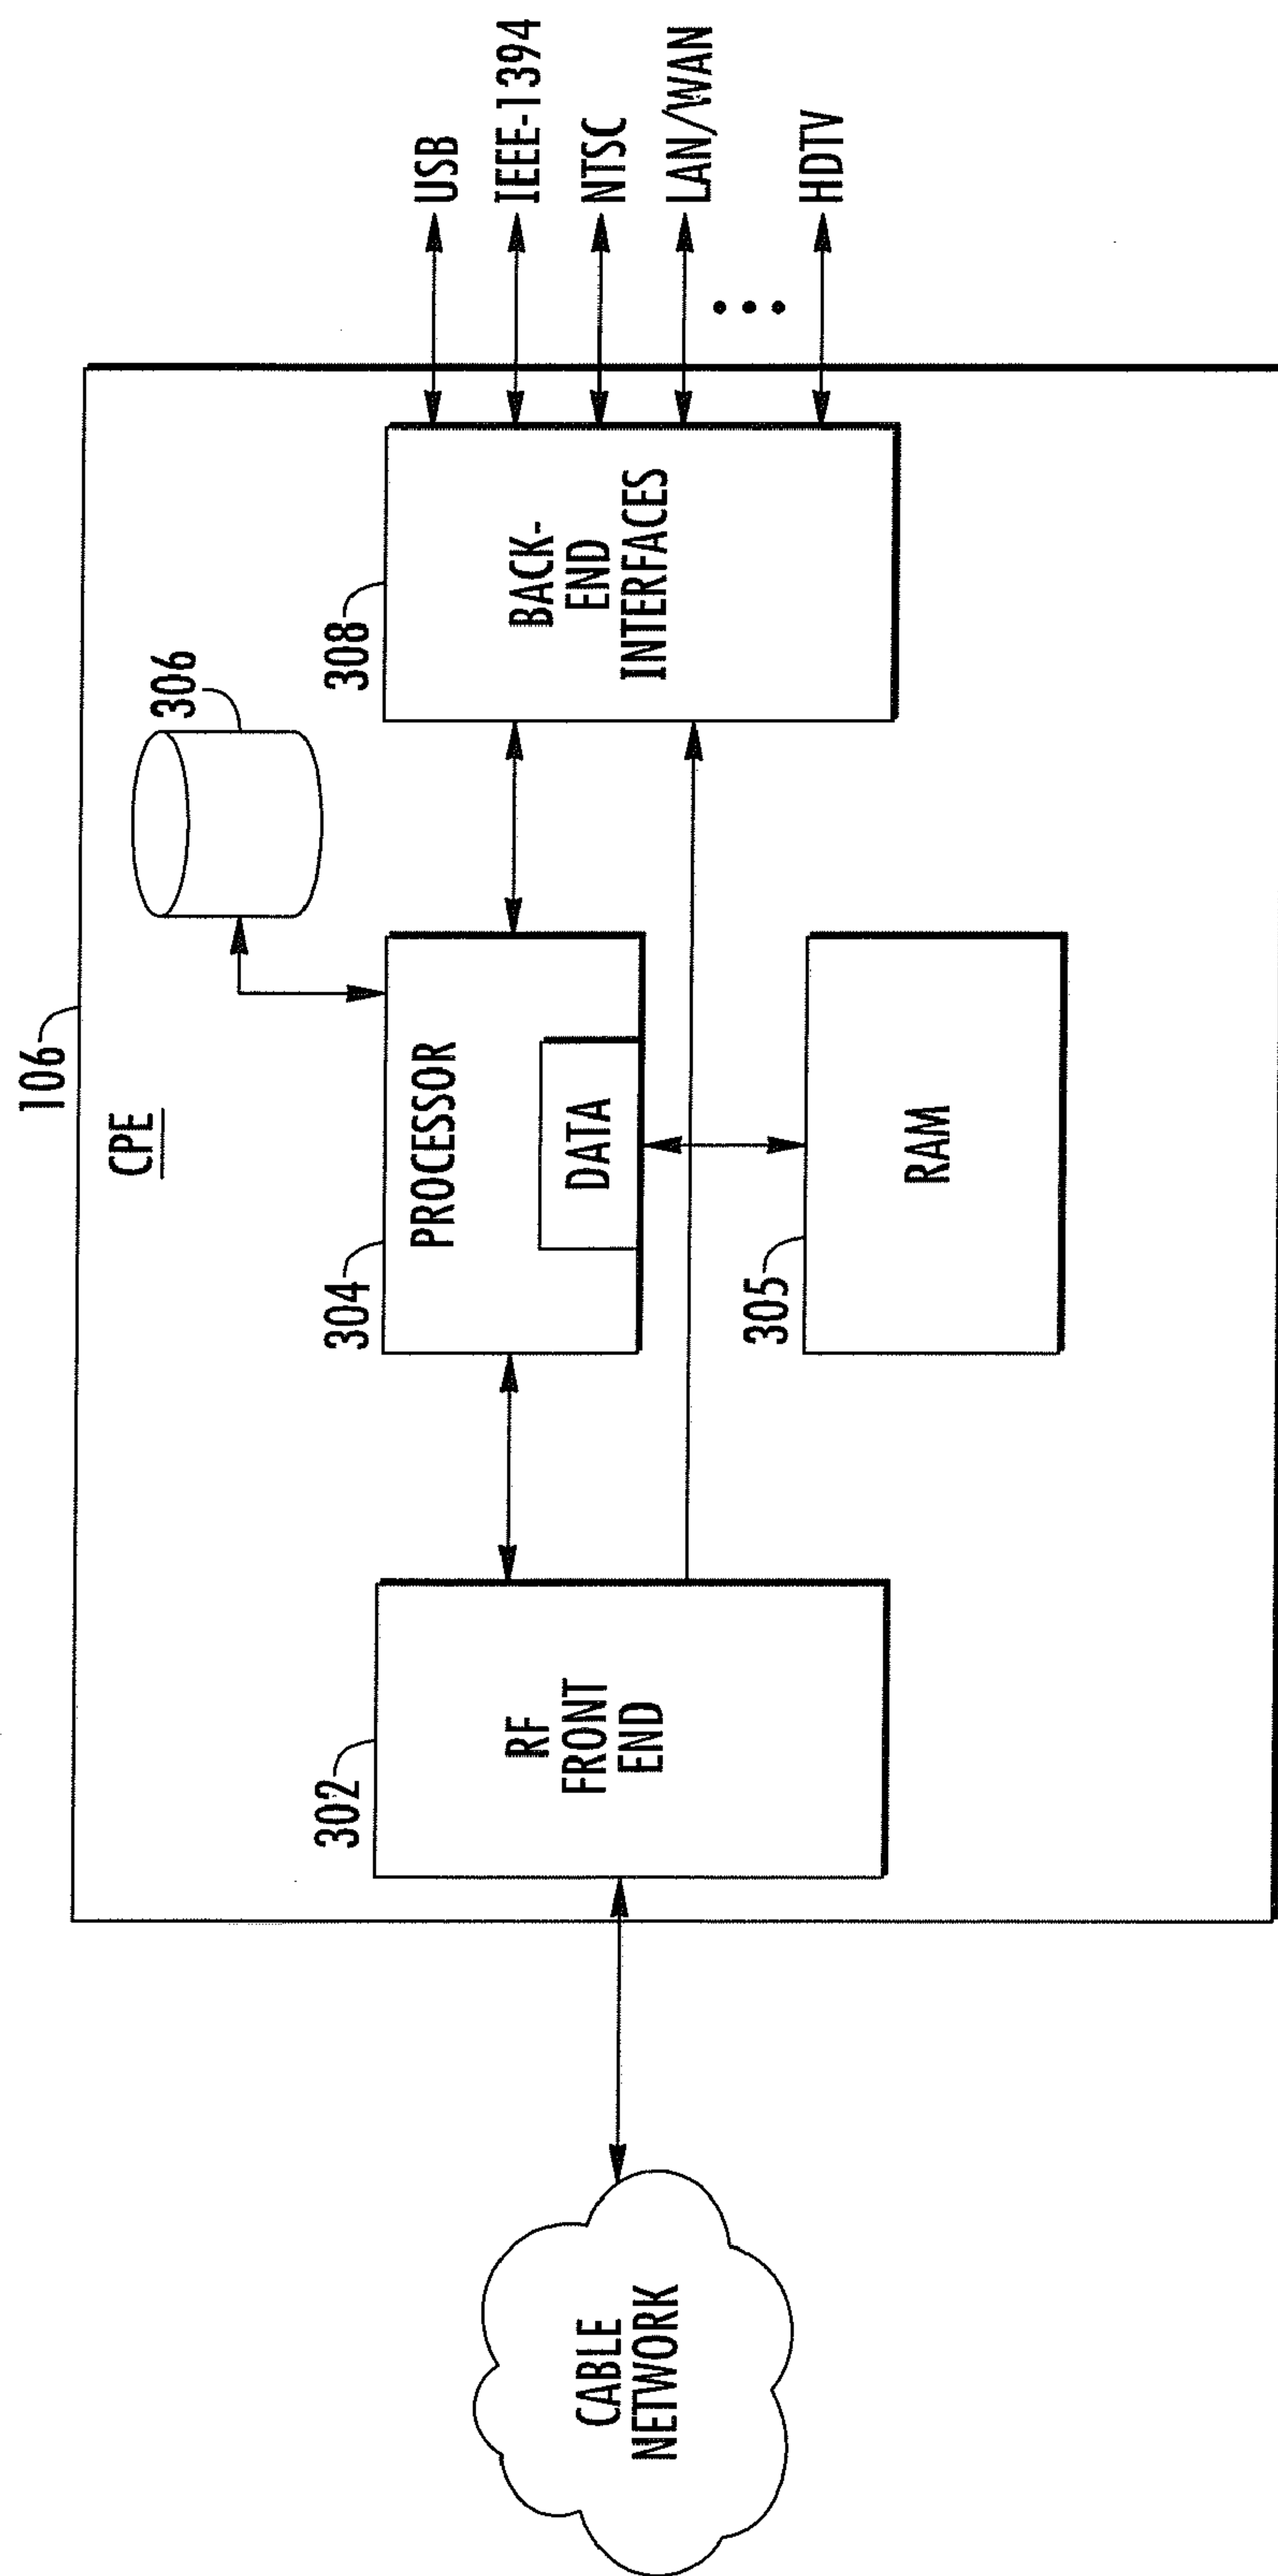 106
CPE
306
CABLE
NETWORK
302
RF
FRONT
END
304
PROCESSOR
DATA
305
RAM
308
BACK-
END
INTERFACES
USB
IEEE-1394
NTSC
LAN/WAN
HDTV